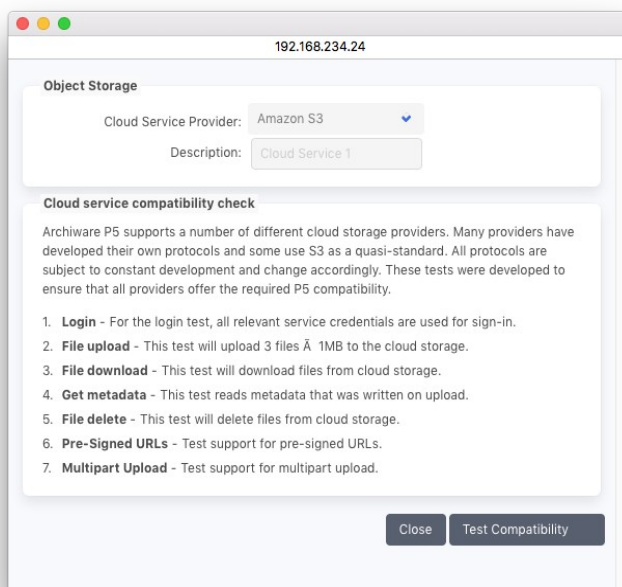 192.168.234.24
Object Storage
Cloud Service Provider: Amazon S3
Description: Cloud Service 1
Cloud service compatibility check
Archiware P5 supports a number of different cloud storage providers. Many providers have
developed their own protocols and some use S3 as a quasi-standard. All protocols are
subject to constant development and change accordingly. These tests were developed to
ensure that all providers offer the required P5 compatibility.
1. Login - For the login test, all relevant service credentials are used for sign-in.
2. File upload - This test will upload 3 files Ã 1MB to the cloud storage.
3. File download - This test will download files from cloud storage.
4. Get metadata - This test reads metadata that was written on upload.
5. File delete - This test will delete files from cloud storage.
6. Pre-Signed URLs - Test support for pre-signed URLs.
7. Multipart Upload - Test support for multipart upload.
Close Test Compatibility